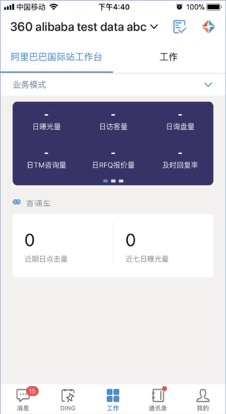 中国移动 下午4:40 100%
360 alibaba test data abc
阿里巴巴国际站工作台 工作
业务模式
- - -
日曝光量 日访客量 日询盘量
- - -
日TM咨询量 日RFQ报价量 及时回复率
直通车
0 0
近期日点击量 近七日曝光量
15
消息 DING 工作 通讯录 我的